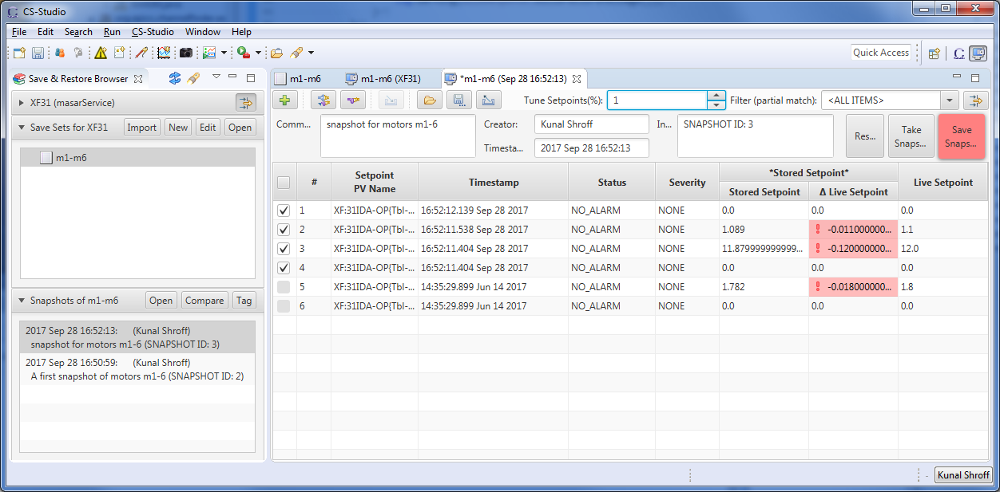 CS-Studio
File Edit Search Run CS-Studio Window Help
Quick Access
Save & Restore Browser
XF31 (masarService)
Save Sets for XF31 Import New Edit Open
m1-m6
Snapshots of m1-m6 Open Compare Tag
2017 Sep 28 16:52:13: (Kunal Shroff)
snapshot for motors m1-m6 (SNAPSHOT ID: 3)
2017 Sep 28 16:50:59: (Kunal Shroff)
A first snapshot of motors m1-m6 (SNAPSHOT ID: 2)
m1-m6 m1-m6 (XF31) *m1-m6 (Sep 28 16:52:13)
Tune Setpoints(%): 1 Filter (partial match): <ALL ITEMS>
Comm... snapshot for motors m1-6 Creator: Kunal Shroff In... SNAPSHOT ID: 3
Timesta... 2017 Sep 28 16:52:13
Res... Take Snaps... Save Snaps...
# Setpoint PV Name Timestamp Status Severity *Stored Setpoint* Live Setpoint
Stored Setpoint Δ Live Setpoint
1 XF:31IDA-OP{Tbl-... 16:52:12.139 Sep 28 2017 NO_ALARM NONE 0.0 0.0 0.0
2 XF:31IDA-OP{Tbl-... 16:52:11.538 Sep 28 2017 NO_ALARM NONE 1.089 -0.011000000... 1.1
3 XF:31IDA-OP{Tbl-... 16:52:11.404 Sep 28 2017 NO_ALARM NONE 11.879999999999... -0.120000000... 12.0
4 XF:31IDA-OP{Tbl-... 16:52:11.404 Sep 28 2017 NO_ALARM NONE 0.0 0.0 0.0
5 XF:31IDA-OP{Tbl-... 14:35:29.899 Jun 14 2017 NO_ALARM NONE 1.782 -0.018000000... 1.8
6 XF:31IDA-OP{Tbl-... 14:35:29.899 Jun 14 2017 NO_ALARM NONE 0.0 0.0 0.0
Kunal Shroff